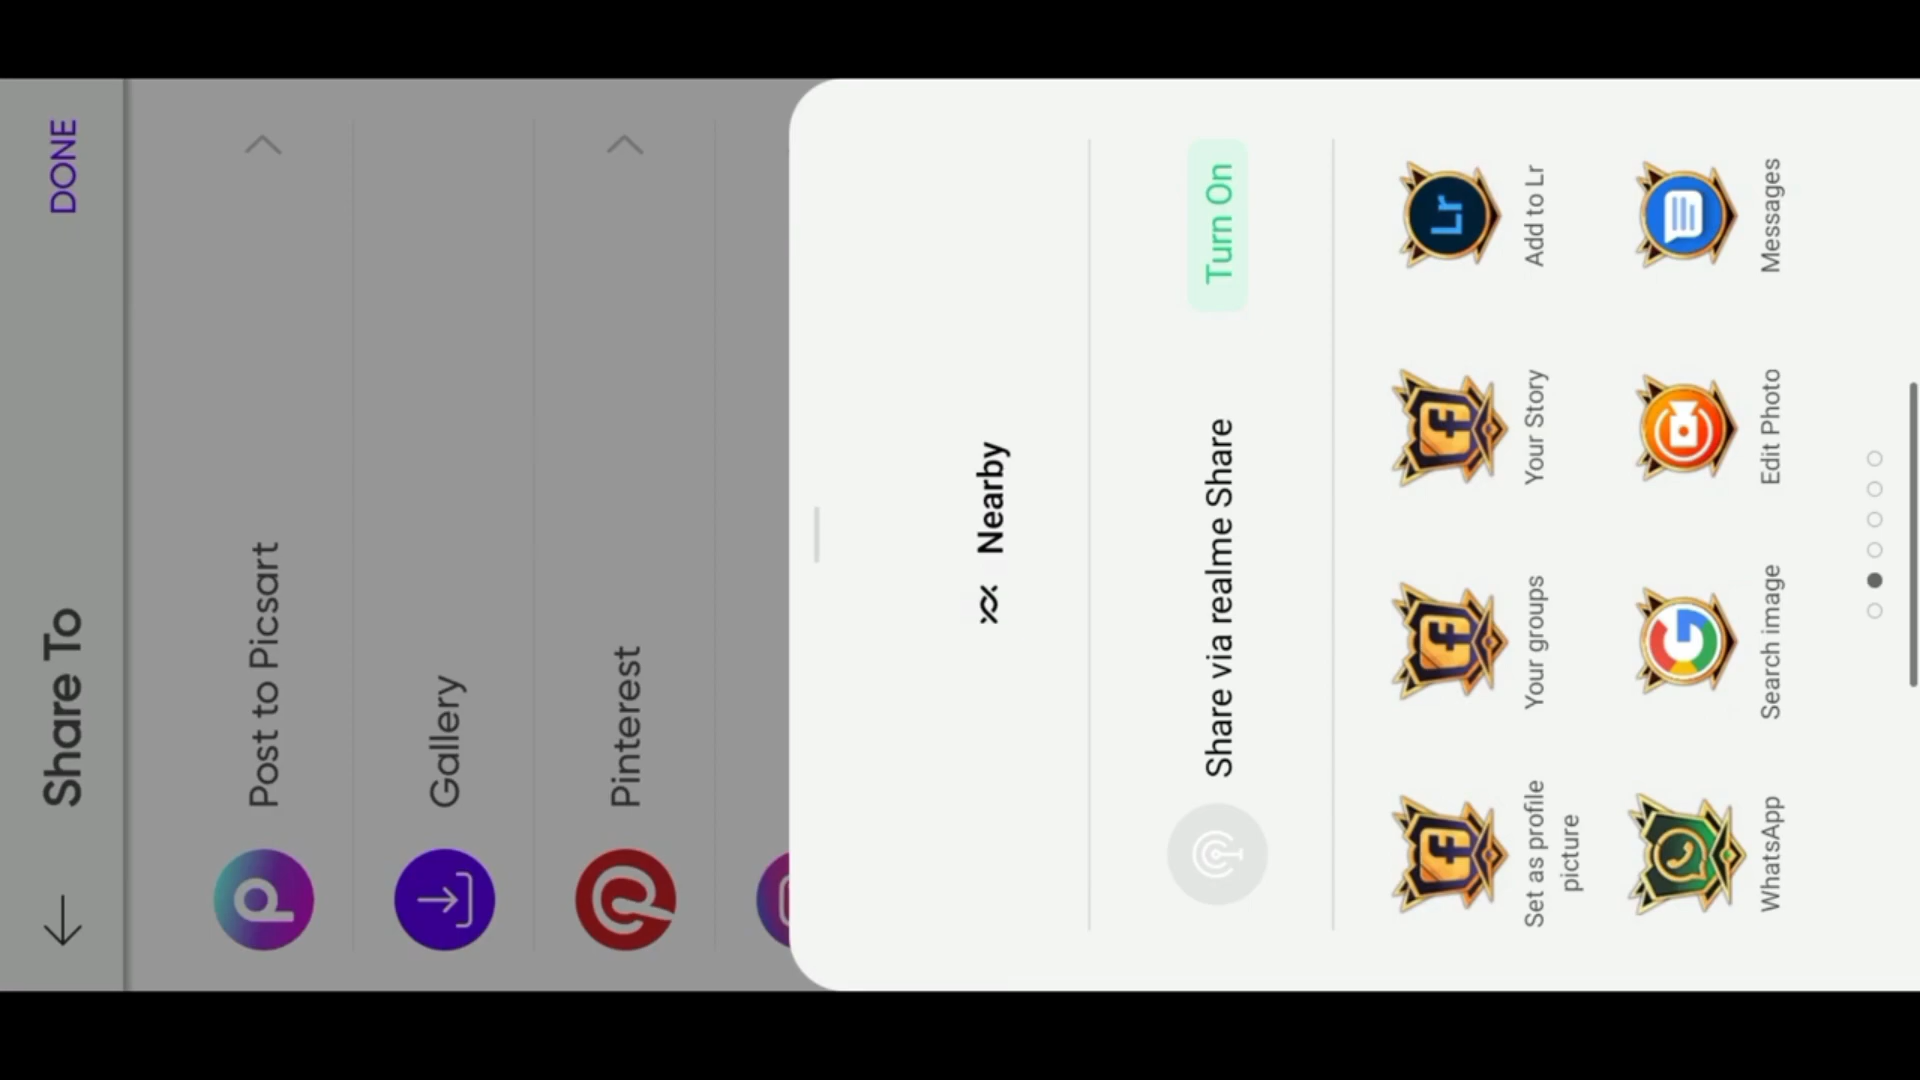 Share To
DONE
Post to Picsart
Gallery
Pinterest
Nearby
Share via realme Share
Turn On
Set as profile
picture
Your groups
Your Story
Lr
Add to Lr
WhatsApp
Search image
Edit Photo
Messages